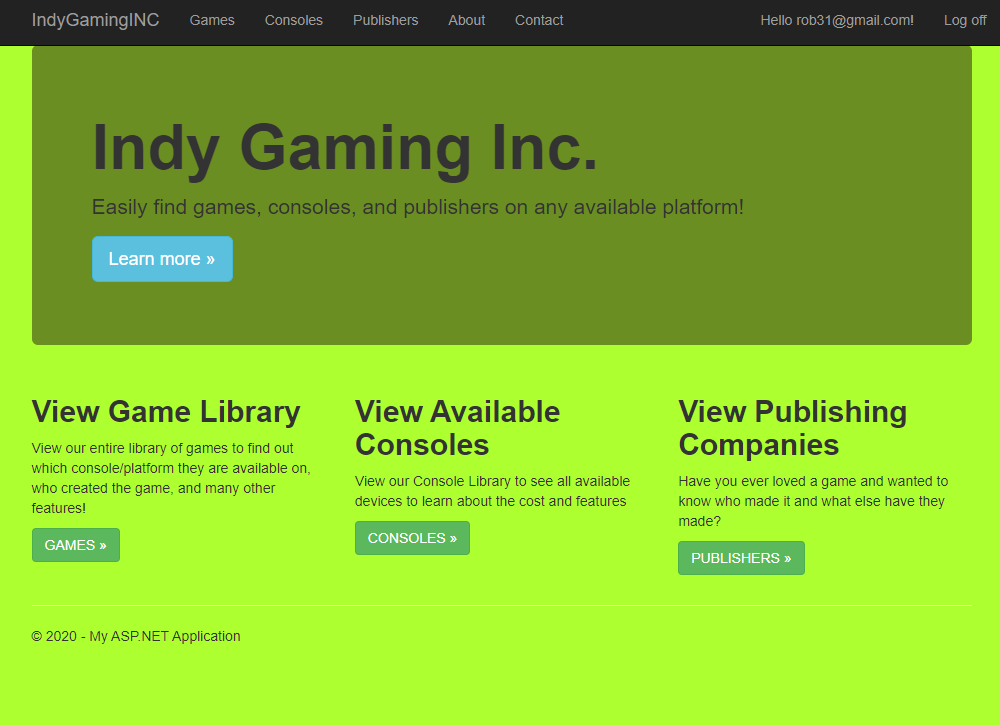 IndyGamingINC Games Consoles Publishers About Contact Hello rob31@gmail.com! Log off
Indy Gaming Inc.
Easily find games, consoles, and publishers on any available platform!
Learn more »
View Game Library
View our entire library of games to find out
which console/platform they are available on,
who created the game, and many other
features!
GAMES »
View Available
Consoles
View our Console Library to see all available
devices to learn about the cost and features
CONSOLES »
View Publishing
Companies
Have you ever loved a game and wanted to
know who made it and what else have they
made?
PUBLISHERS »
© 2020 - My ASP.NET Application